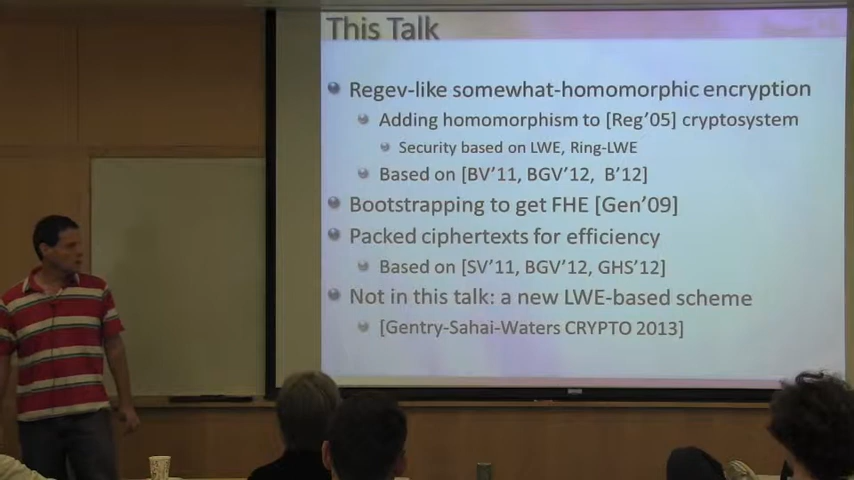 This Talk
Regev-like somewhat-homomorphic encryption
Adding homomorphism to [Reg'05] cryptosystem
Security based on LWE, Ring-LWE
Based on [BV'11, BGV'12, B'12]
Bootstrapping to get FHE [Gen'09]
Packed ciphertexts for efficiency
Based on [SV'11, BGV'12, GHS'12]
Not in this talk: a new LWE-based scheme
[Gentry-Sahai-Waters CRYPTO 2013]